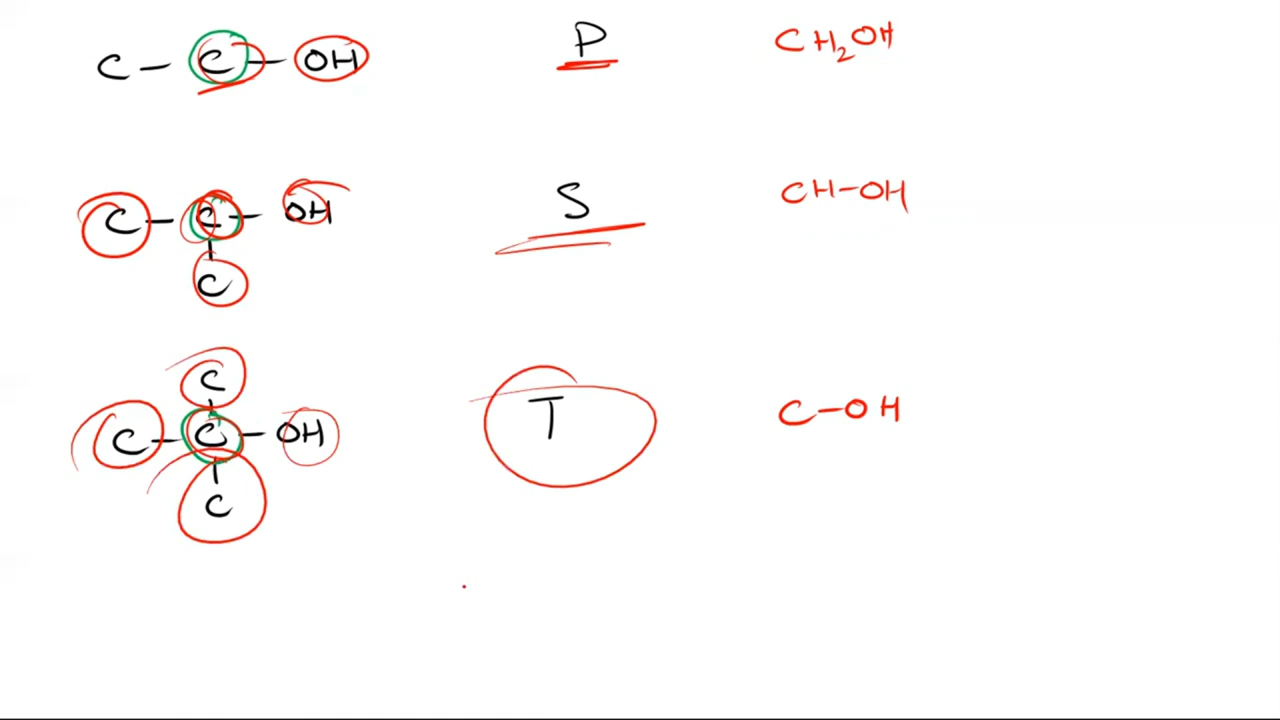 C – C – OH P CH₂OH
C – C – OH S CH–OH
C
C
C – C – OH T C–OH
C